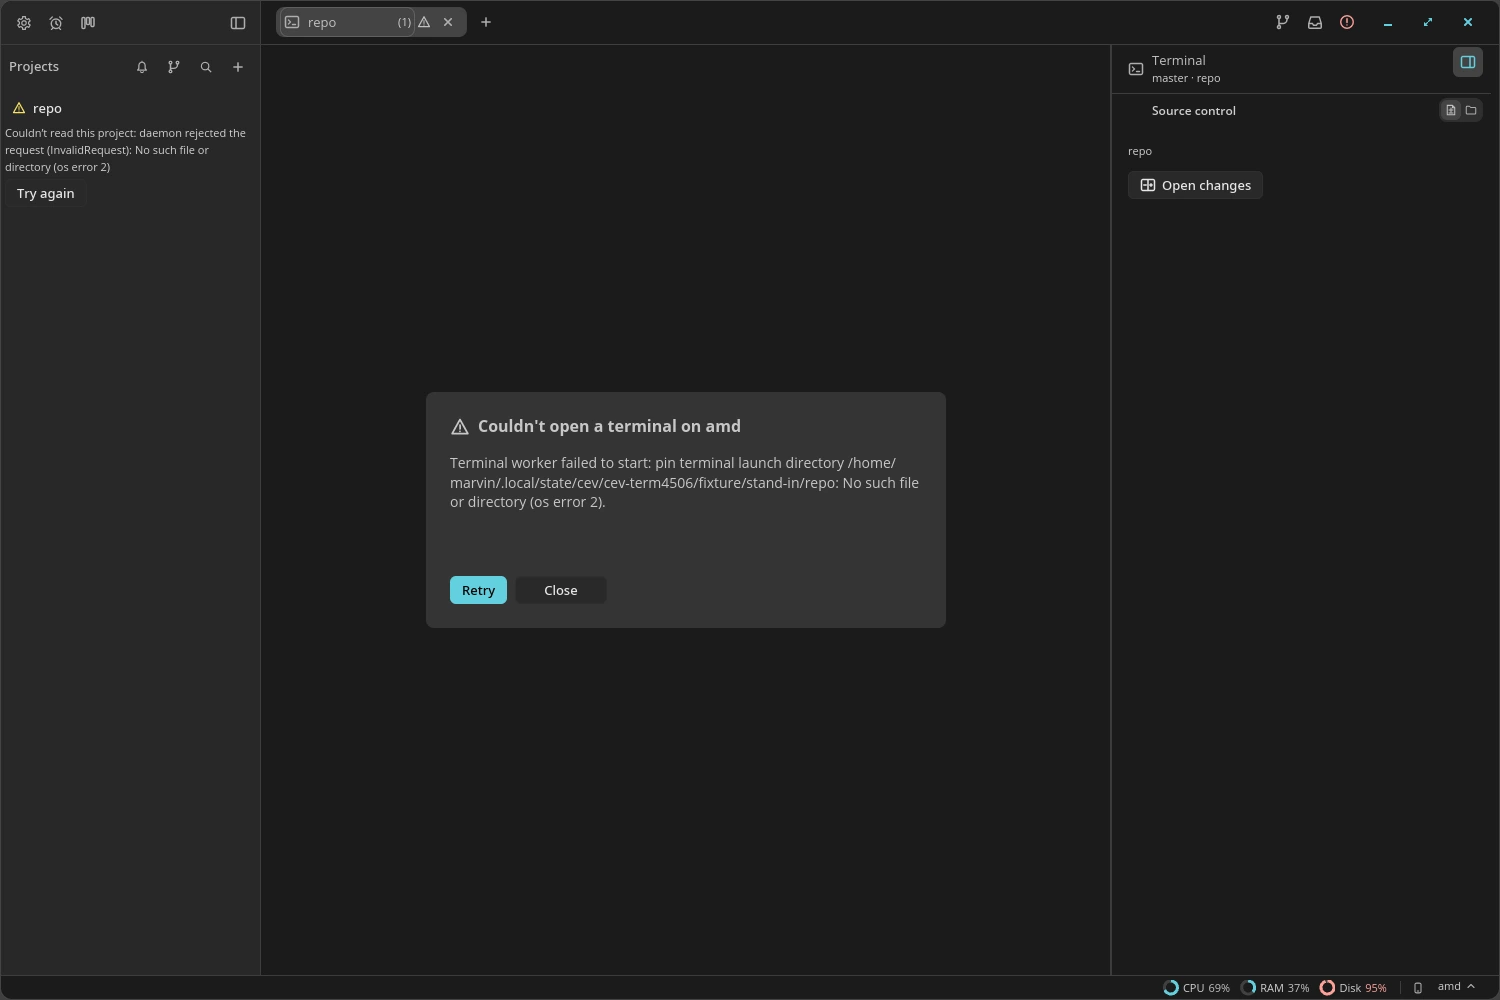 repo (1)
Projects
repo
Couldn't read this project: daemon rejected the
request (InvalidRequest): No such file or
directory (os error 2)
Try again
Couldn't open a terminal on amd
Terminal worker failed to start: pin terminal launch directory /home/
marvin/.local/state/cev/cev-term4506/fixture/stand-in/repo: No such file
or directory (os error 2).
Retry
Close
Terminal
master · repo
Source control
repo
Open changes
CPU 69% RAM 37% Disk 95% amd